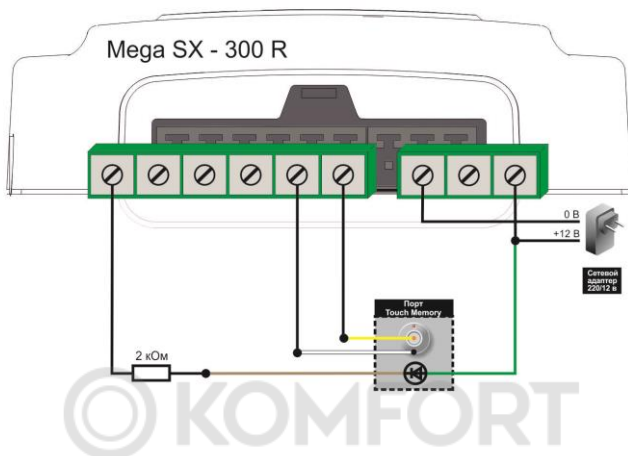 Mega SX - 300 R
0 В
+12 В
Сетевой
адаптер
220/12 в
Порт
Touch Memory
2 кОм
KOMFORT